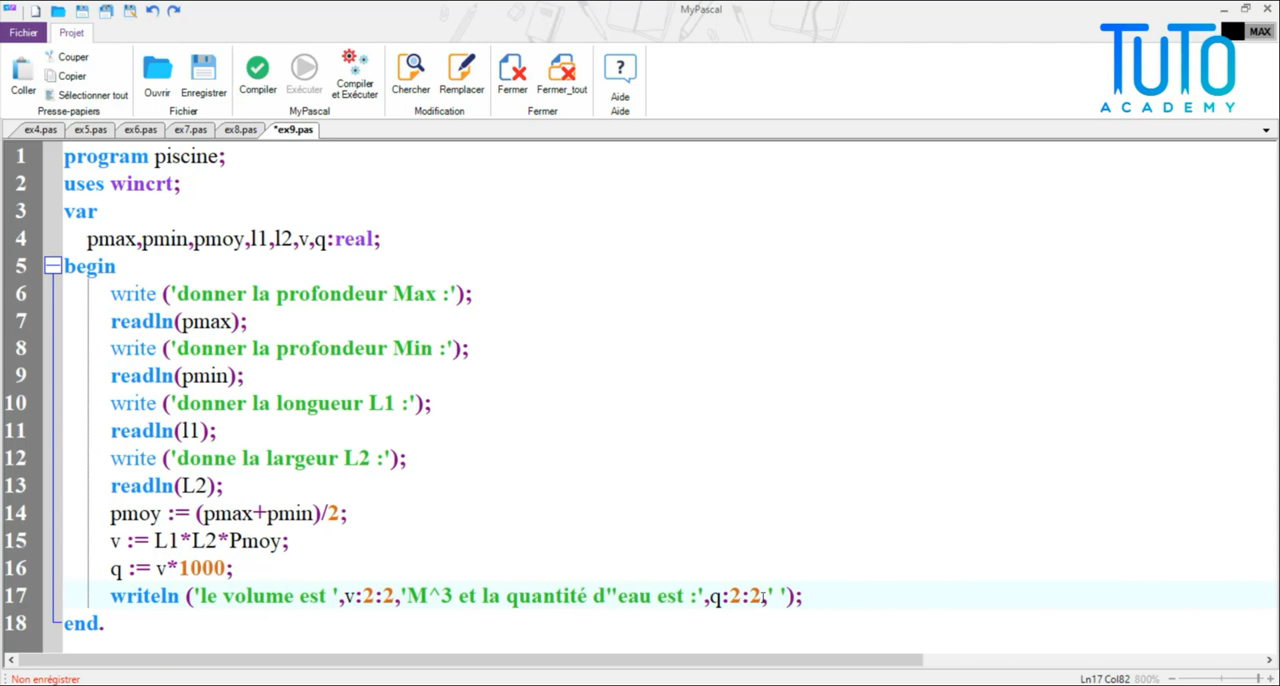 MyPascal
Fichier Projet
MAX
TUTO
ACADEMY
Coller
Couper
Copier
Sélectionner tout
Presse-papiers
Ouvrir Enregistrer
Fichier
Compiler Exécuter Compiler et Exécuter
MyPascal
Chercher Remplacer
Modification
Fermer Fermer_tout
Fermer
?
Aide
Aide
ex4.pas ex5.pas ex6.pas ex7.pas ex8.pas *ex9.pas
1 program piscine;
2 uses wincrt;
3 var
4 pmax,pmin,pmoy,l1,l2,v,q:real;
5 begin
6 write ('donner la profondeur Max :');
7 readln(pmax);
8 write ('donner la profondeur Min :');
9 readln(pmin);
10 write ('donner la longueur L1 :');
11 readln(l1);
12 write ('donne la largeur L2 :');
13 readln(L2);
14 pmoy := (pmax+pmin)/2;
15 v := L1*L2*Pmoy;
16 q := v*1000;
17 writeln ('le volume est ',v:2:2,'M^3 et la quantité d''eau est :',q:2:2,' ');
18 end.
Non enrégistrer
Ln17 Col82 800%